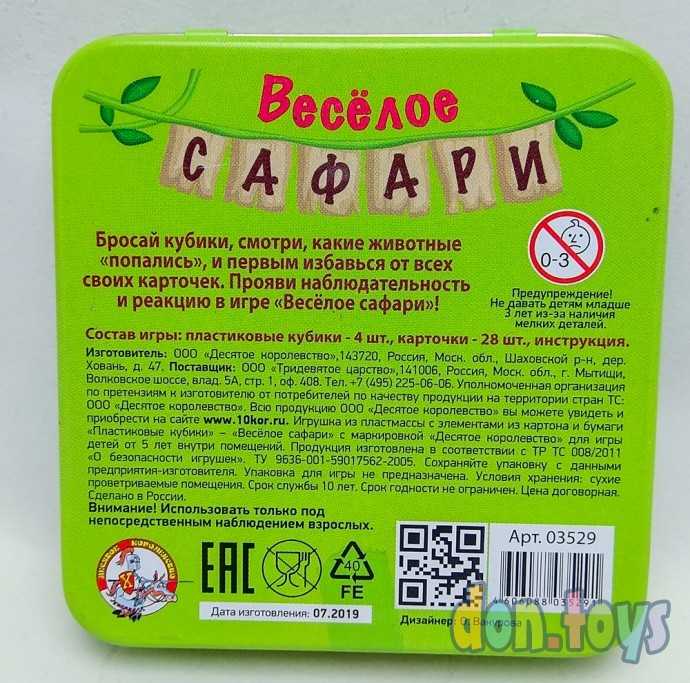 Весёлое
САФАРИ
Бросай кубики, смотри, какие животные
«попались», и первым избавься от всех
своих карточек. Прояви наблюдательность
и реакцию в игре «Весёлое сафари»!
0-3
Предупреждение!
Не давать детям младше
3 лет из-за наличия
мелких деталей.
Состав игры: пластиковые кубики - 4 шт., карточки - 28 шт., инструкция.
Изготовитель: ООО «Десятое королевство»,143720, Россия, Моск. обл., Шаховской р-н, дер.
Ховань, д. 47. Поставщик: ООО «Тридевятое царство»,141006, Россия, Моск. обл., г. Мытищи,
Волковское шоссе, влад. 5А, стр. 1, оф. 408. Тел. +7 (495) 225-06-06. Уполномоченная организация
по претензиям к изготовителю от потребителей по качеству продукции на территории стран ТС:
ООО «Десятое королевство». Всю продукцию ООО «Десятое королевство» вы можете увидеть и
приобрести на сайте www.10kor.ru. Игрушка из пластмассы с элементами из картона и бумаги
«Пластиковые кубики» – «Весёлое сафари» с маркировкой «Десятое королевство» для игры
детей от 5 лет внутри помещений. Продукция изготовлена в соответствии с ТР ТС 008/2011
«О безопасности игрушек». ТУ 9636-001-59017562-2005. Сохраняйте упаковку с данными
предприятия-изготовителя. Упаковка для игры не предназначена. Условия хранения: сухие
проветриваемые помещения. Срок службы 10 лет. Срок годности не ограничен. Цена договорная.
Сделано в России.
Внимание! Использовать только под
непосредственным наблюдением взрослых.
ДЕСЯТОЕ КОРОЛЕВСТВО
EAC
40
FE
Дата изготовления: 07.2019
Арт. 03529
4 606088 035291
Дизайнер: О. Вакурова
don.toys